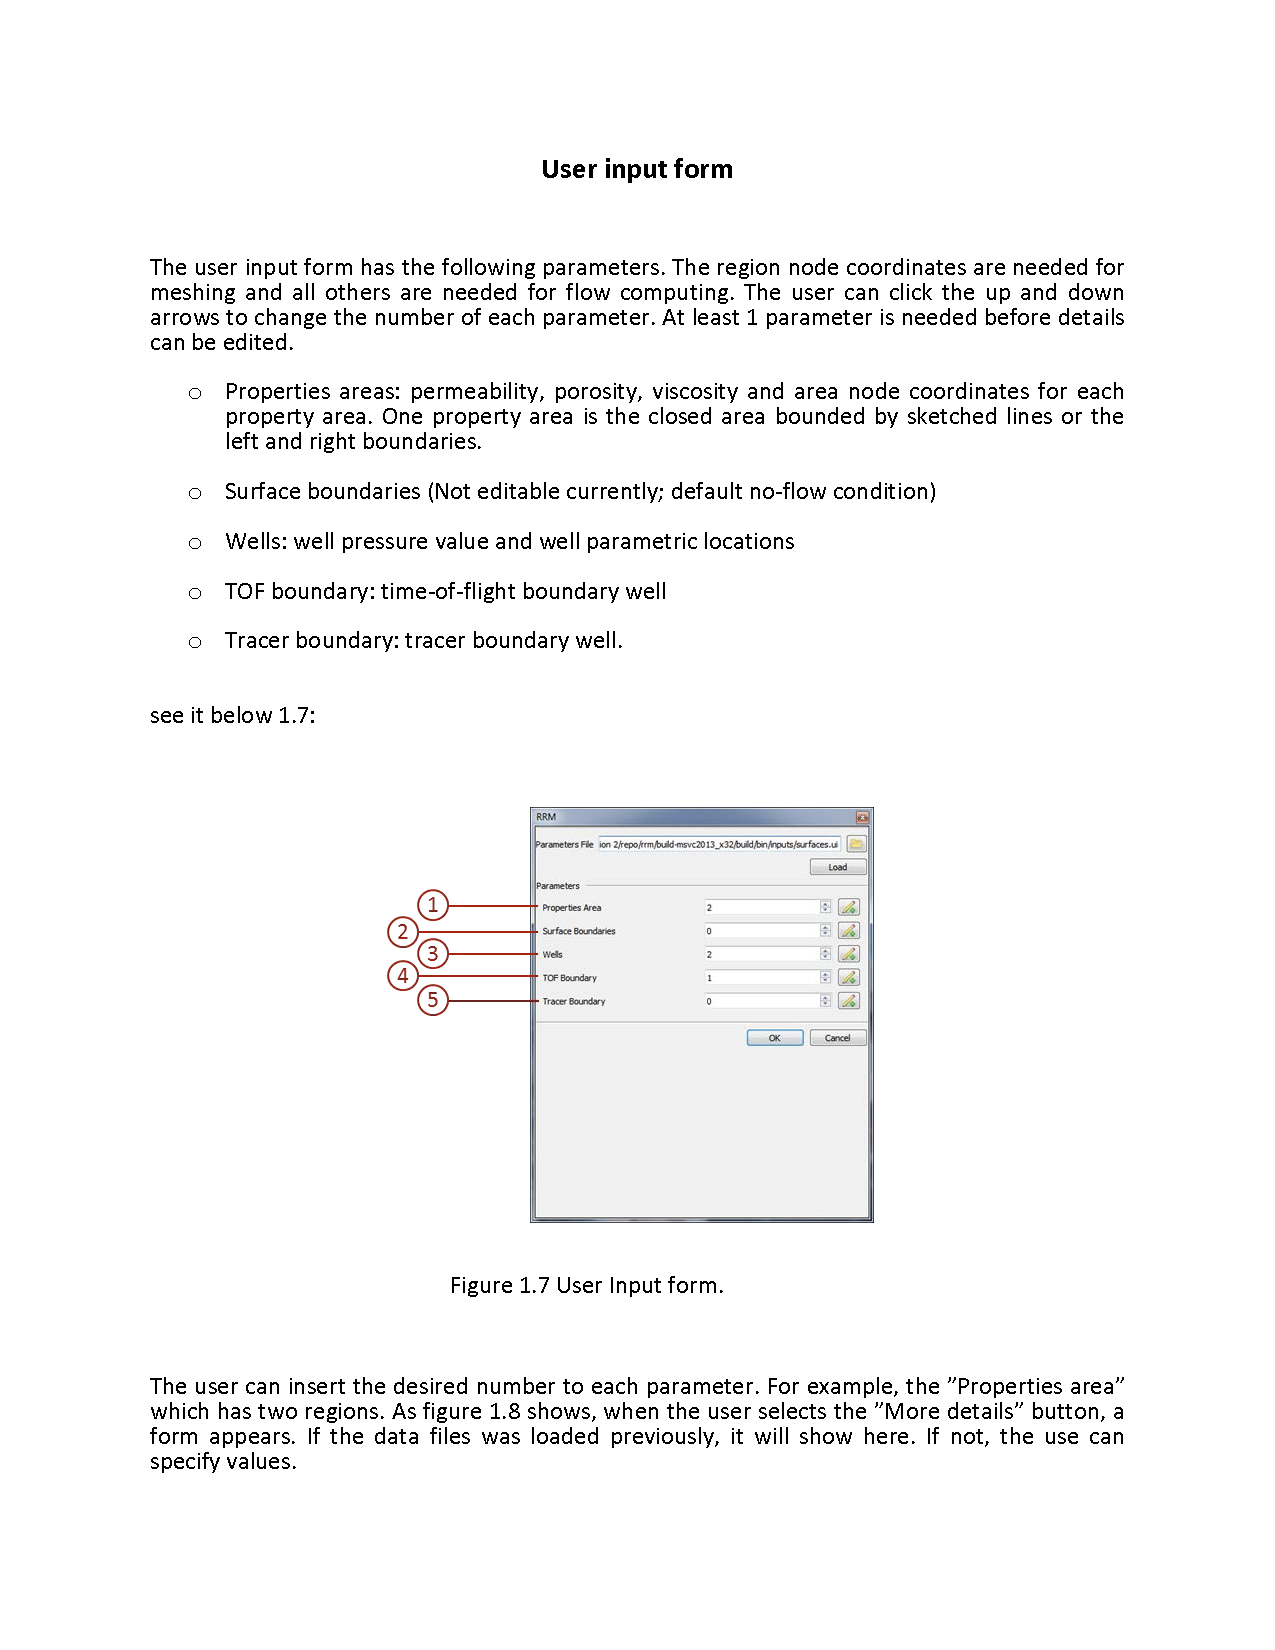 User input form
The user input form has the following parameters. The region node coordinates are needed for
meshing and all others are needed for flow computing. The user can click the up and down
arrows to change the number of each parameter. At least 1 parameter is needed before details
can be edited.
o Properties areas: permeability, porosity, viscosity and area node coordinates for each
property area. One property area is the closed area bounded by sketched lines or the
left and right boundaries.
o Surface boundaries (Not editable currently; default no-flow condition)
o Wells: well pressure value and well parametric locations
o TOF boundary: time-of-flight boundary well
o Tracer boundary: tracer boundary well.
see it below 1.7:
RRM
Parameters File ion 2/repo/rrm/build-msvc2013_x32/build/bin/inputs/surfaces.ui
Load
Parameters
1 Properties Area 2
2 Surface Boundaries 0
3 Wells 2
4 TOF Boundary 1
5 Tracer Boundary 0
OK Cancel
Figure 1.7 User Input form.
The user can insert the desired number to each parameter. For example, the ”Properties area”
which has two regions. As figure 1.8 shows, when the user selects the ”More details” button, a
form appears. If the data files was loaded previously, it will show here. If not, the use can
specify values.